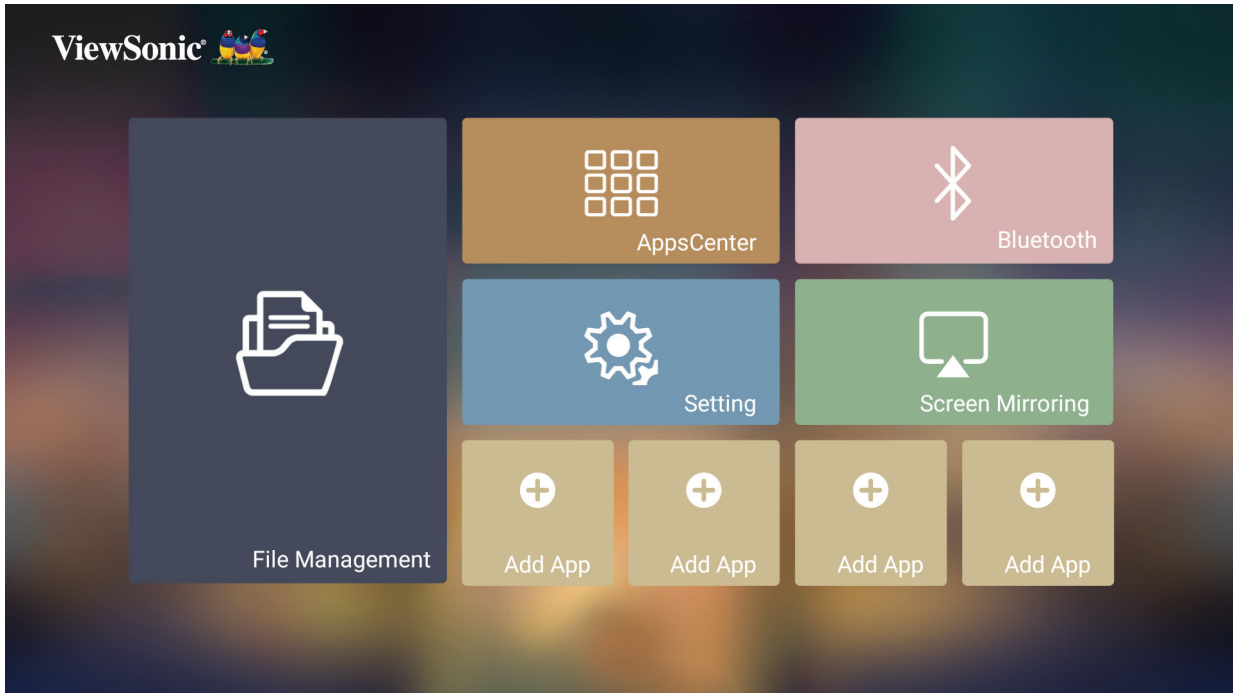 ViewSonic®
AppsCenter
Bluetooth
Setting
Screen Mirroring
File Management
Add App
Add App
Add App
Add App